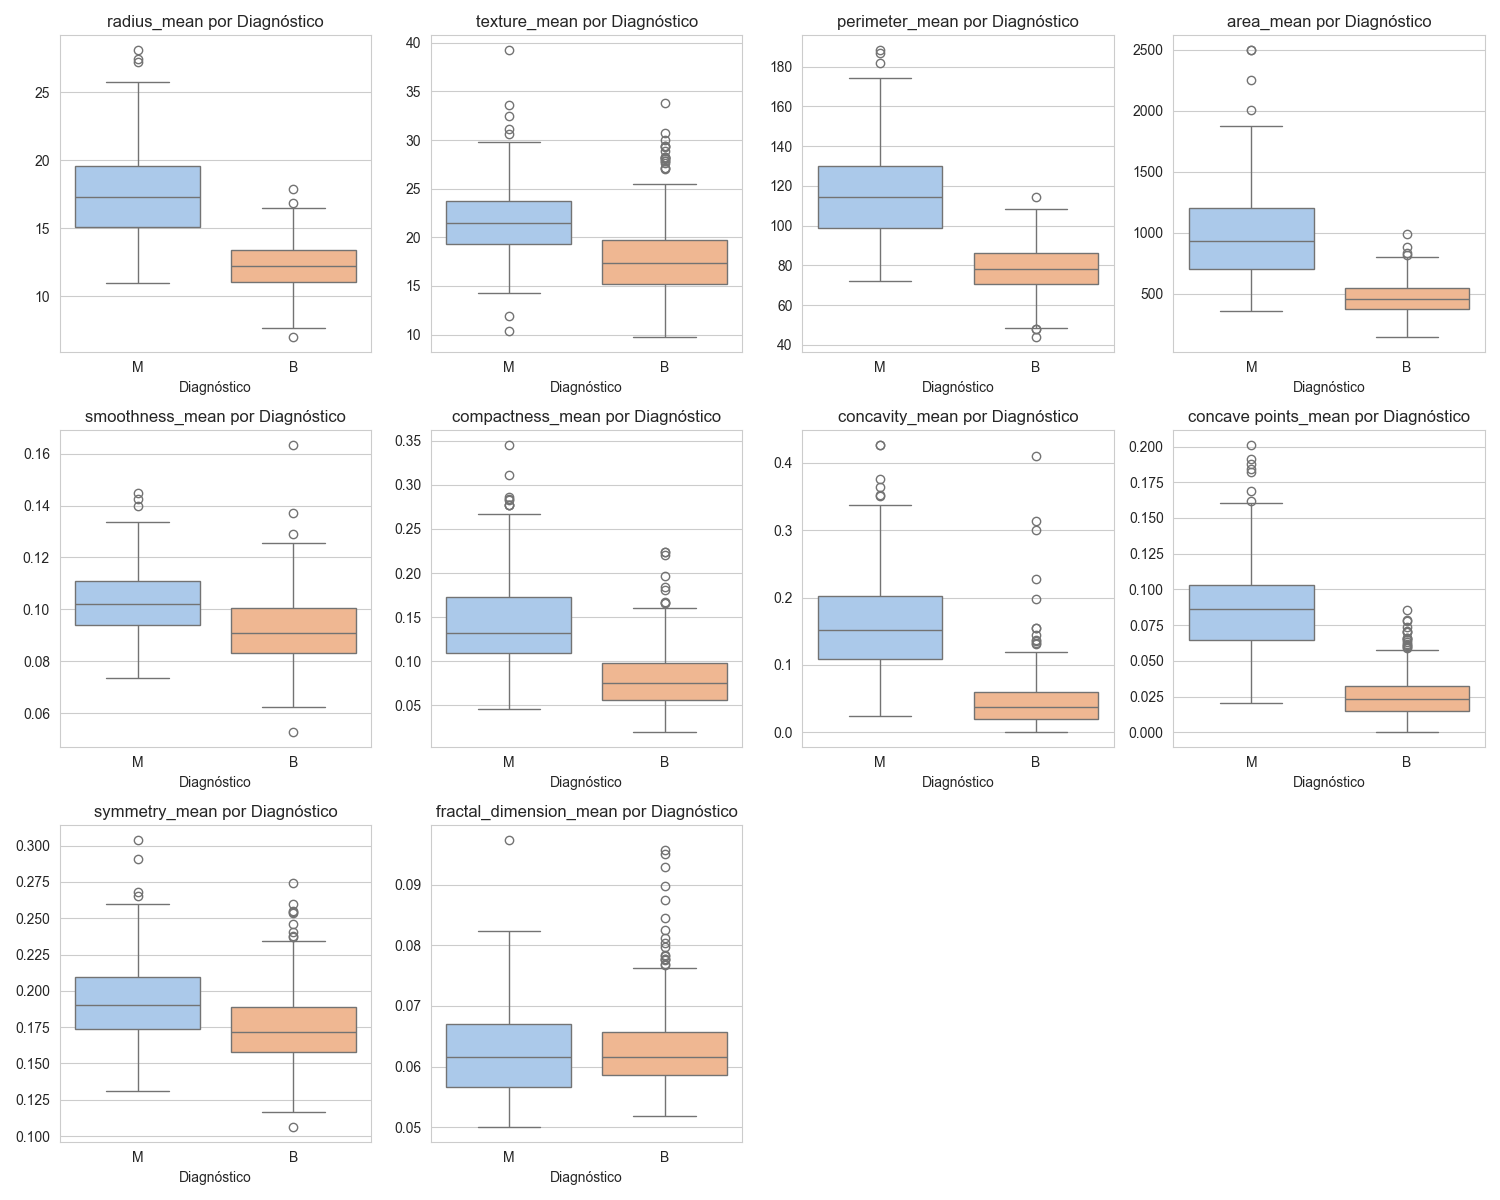 radius_mean por Diagnóstico
25
20
15
10
M B
Diagnóstico
texture_mean por Diagnóstico
40
35
30
25
20
15
10
M B
Diagnóstico
perimeter_mean por Diagnóstico
180
160
140
120
100
80
60
40
M B
Diagnóstico
area_mean por Diagnóstico
2500
2000
1500
1000
500
M B
Diagnóstico
smoothness_mean por Diagnóstico
0.16
0.14
0.12
0.10
0.08
0.06
M B
Diagnóstico
compactness_mean por Diagnóstico
0.35
0.30
0.25
0.20
0.15
0.10
0.05
M B
Diagnóstico
concavity_mean por Diagnóstico
0.4
0.3
0.2
0.1
0.0
M B
Diagnóstico
concave points_mean por Diagnóstico
0.200
0.175
0.150
0.125
0.100
0.075
0.050
0.025
0.000
M B
Diagnóstico
symmetry_mean por Diagnóstico
0.300
0.275
0.250
0.225
0.200
0.175
0.150
0.125
0.100
M B
Diagnóstico
fractal_dimension_mean por Diagnóstico
0.09
0.08
0.07
0.06
0.05
M B
Diagnóstico